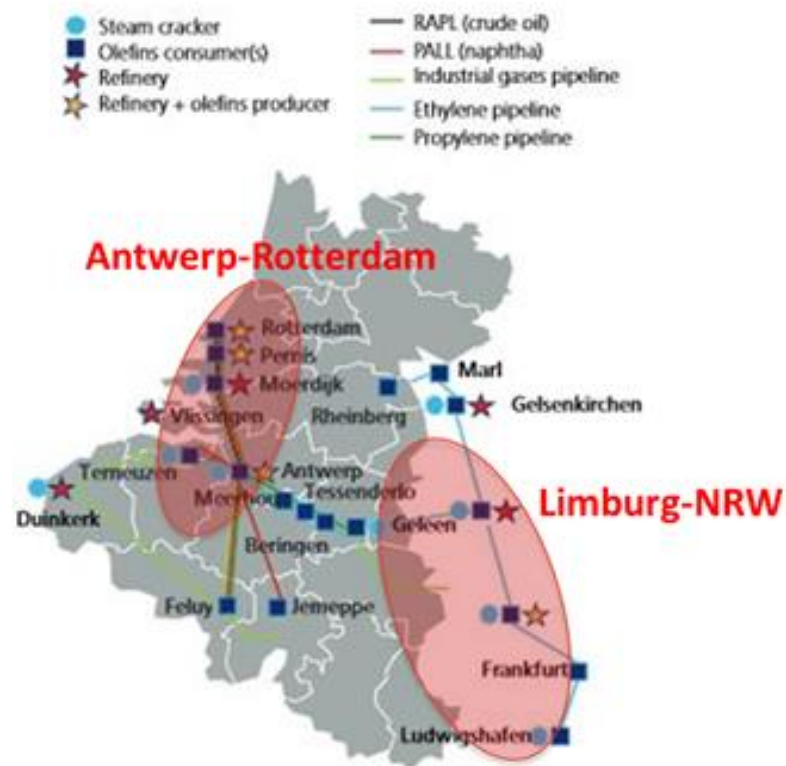 Steam cracker
Olefins consumer(s)
Refinery
Refinery + olefins producer
RAPL (crude oil)
PALL (naphtha)
Industrial gases pipeline
Ethylene pipeline
Propylene pipeline
Antwerp-Rotterdam
Rotterdam
Pernis
Moerdijk
Marl
Rheinberg
Gelsenkirchen
Vlissingen
Terneuzen
Antwerp
Meerhou
Tessenderlo
Limburg-NRW
Duinkerk
Geleen
Beringen
Feluy
Jemeppe
Frankfurt
Ludwigshafen